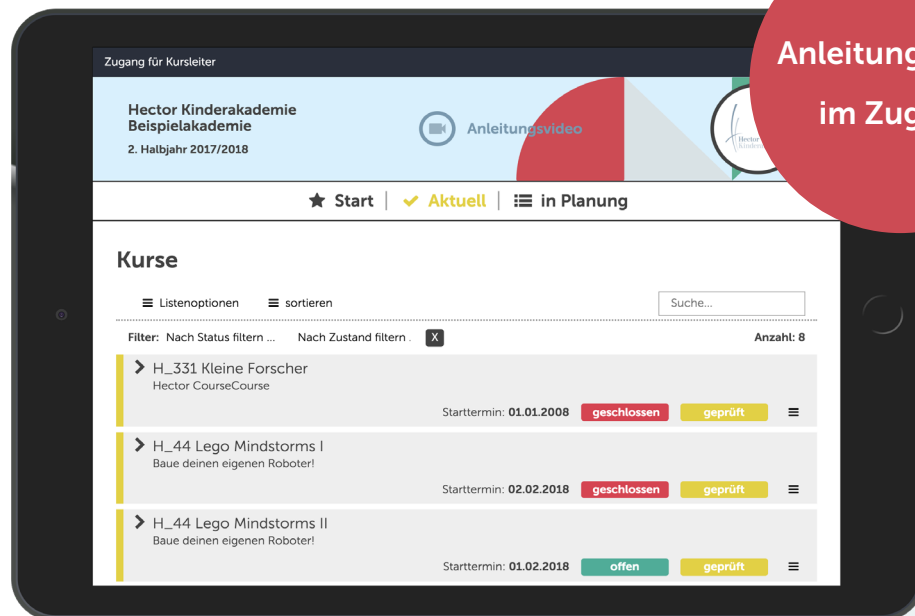 Zugang für Kursleiter
Anleitung
im Zug
Hector Kinderakademie
Beispielakademie
2. Halbjahr 2017/2018
Anleitungsvideo
Hector
Kinder
Start | Aktuell | in Planung
Kurse
Listenoptionen sortieren Suche...
Filter: Nach Status filtern ... Nach Zustand filtern . X Anzahl: 8
H_331 Kleine Forscher
Hector CourseCourse
Starttermin: 01.01.2008 geschlossen geprüft
H_44 Lego Mindstorms I
Baue deinen eigenen Roboter!
Starttermin: 02.02.2018 geschlossen geprüft
H_44 Lego Mindstorms II
Baue deinen eigenen Roboter!
Starttermin: 01.02.2018 offen geprüft